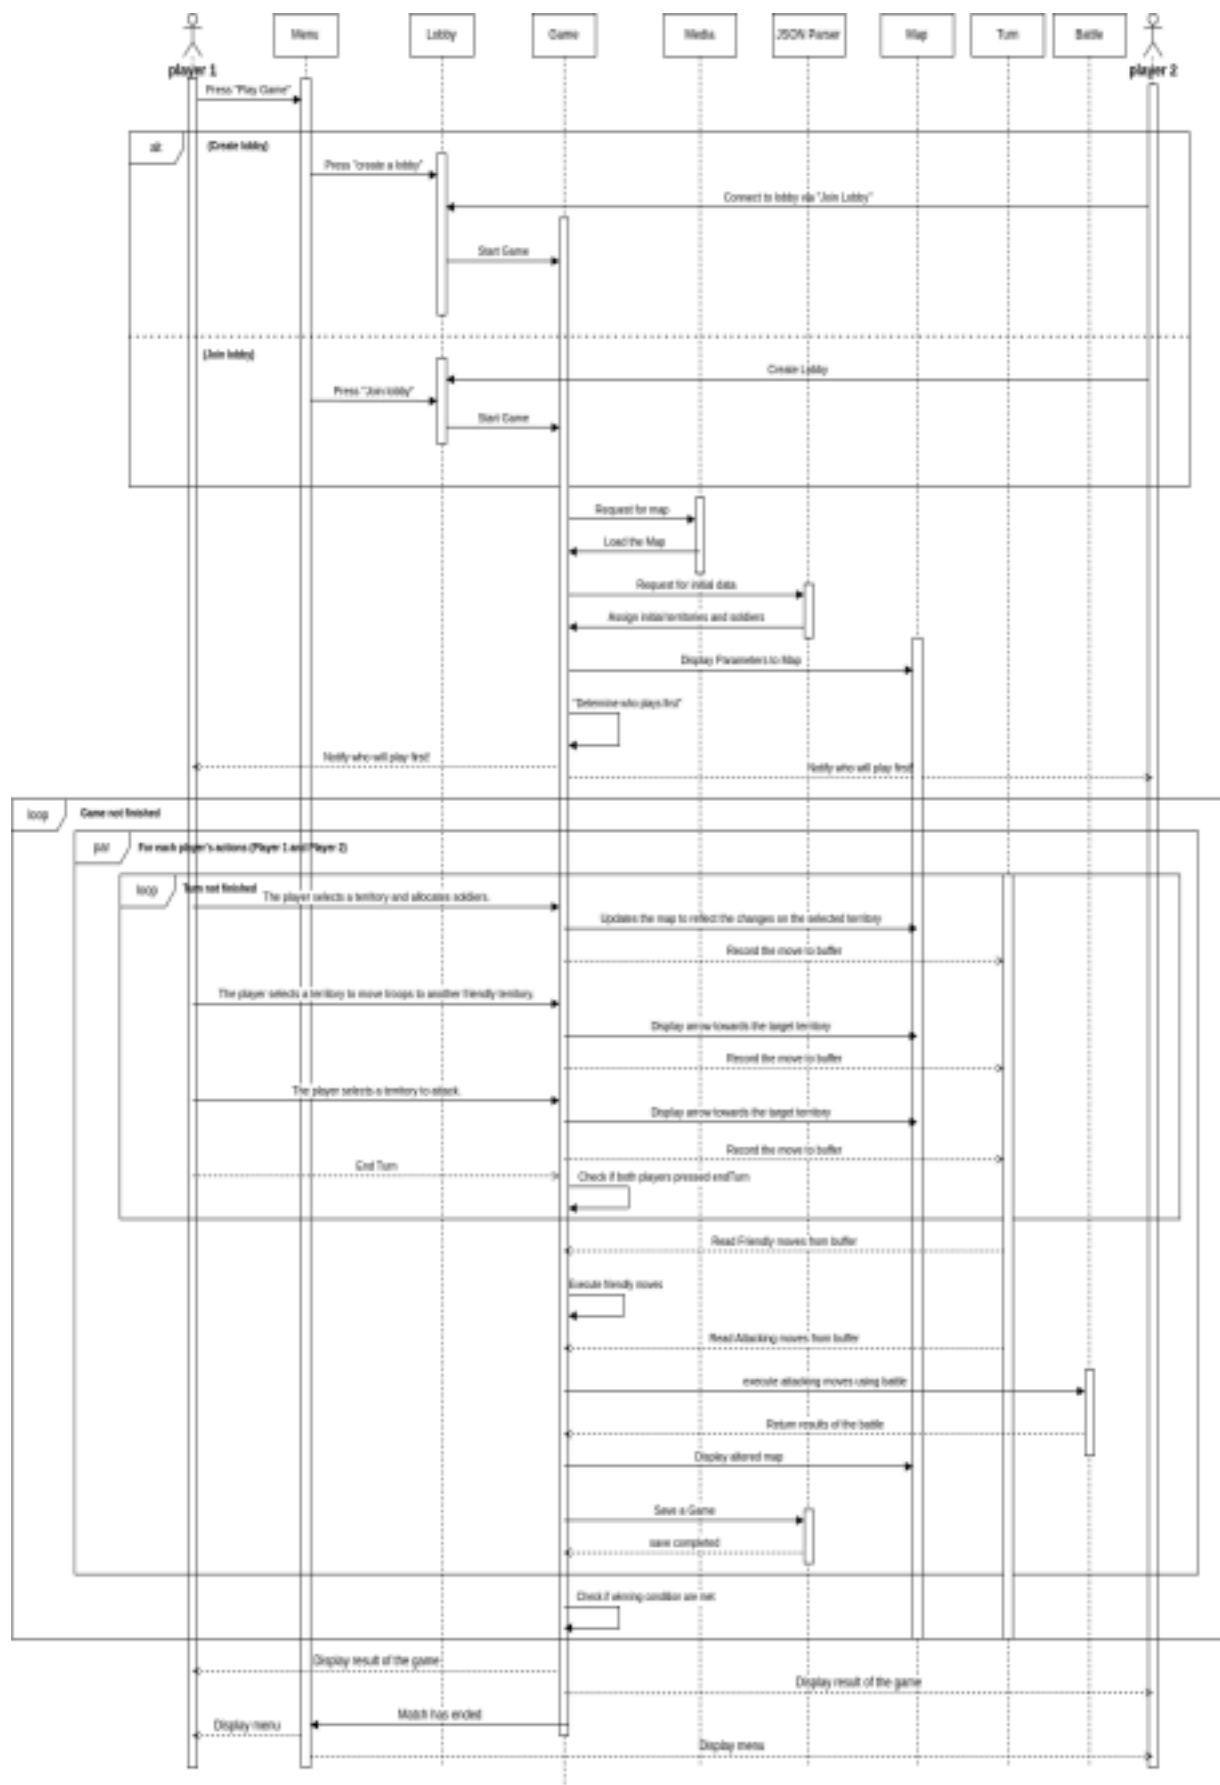 Menu
Lobby
Game
Media
JSON Parser
Map
Turn
Battle
player 1
player 2
Press "Play Game"
alt
(Create lobby)
Press "create a lobby"
Connect to lobby via "Join Lobby"
Start Game
(Join lobby)
Create Lobby
Press "Join lobby"
Start Game
Request for map
Load the Map
Request for initial data
Assign initial territories and soldiers
Display Parameters to Map
"Determine who plays first"
Notify who will play first!
Notify who will play first!
loop
Game not finished
par
For each player's actions (Player 1 and Player 2)
loop
Turn not finished
The player selects a territory and allocates soldiers.
Updates the map to reflect the changes on the selected territory
Record the move to buffer
The player selects a territory to move troops to another friendly territory.
Display arrow towards the target territory
Record the move to buffer
The player selects a territory to attack.
Display arrow towards the target territory
Record the move to buffer
End Turn
Check if both players pressed endTurn
Read Friendly moves from buffer
Execute friendly moves
Read Attacking moves from buffer
execute attacking moves using battle
Return results of the battle
Display altered map
Save a Game
save completed
Check if winning condition are met
Display result of the game
Display result of the game
Match has ended
Display menu
Display menu